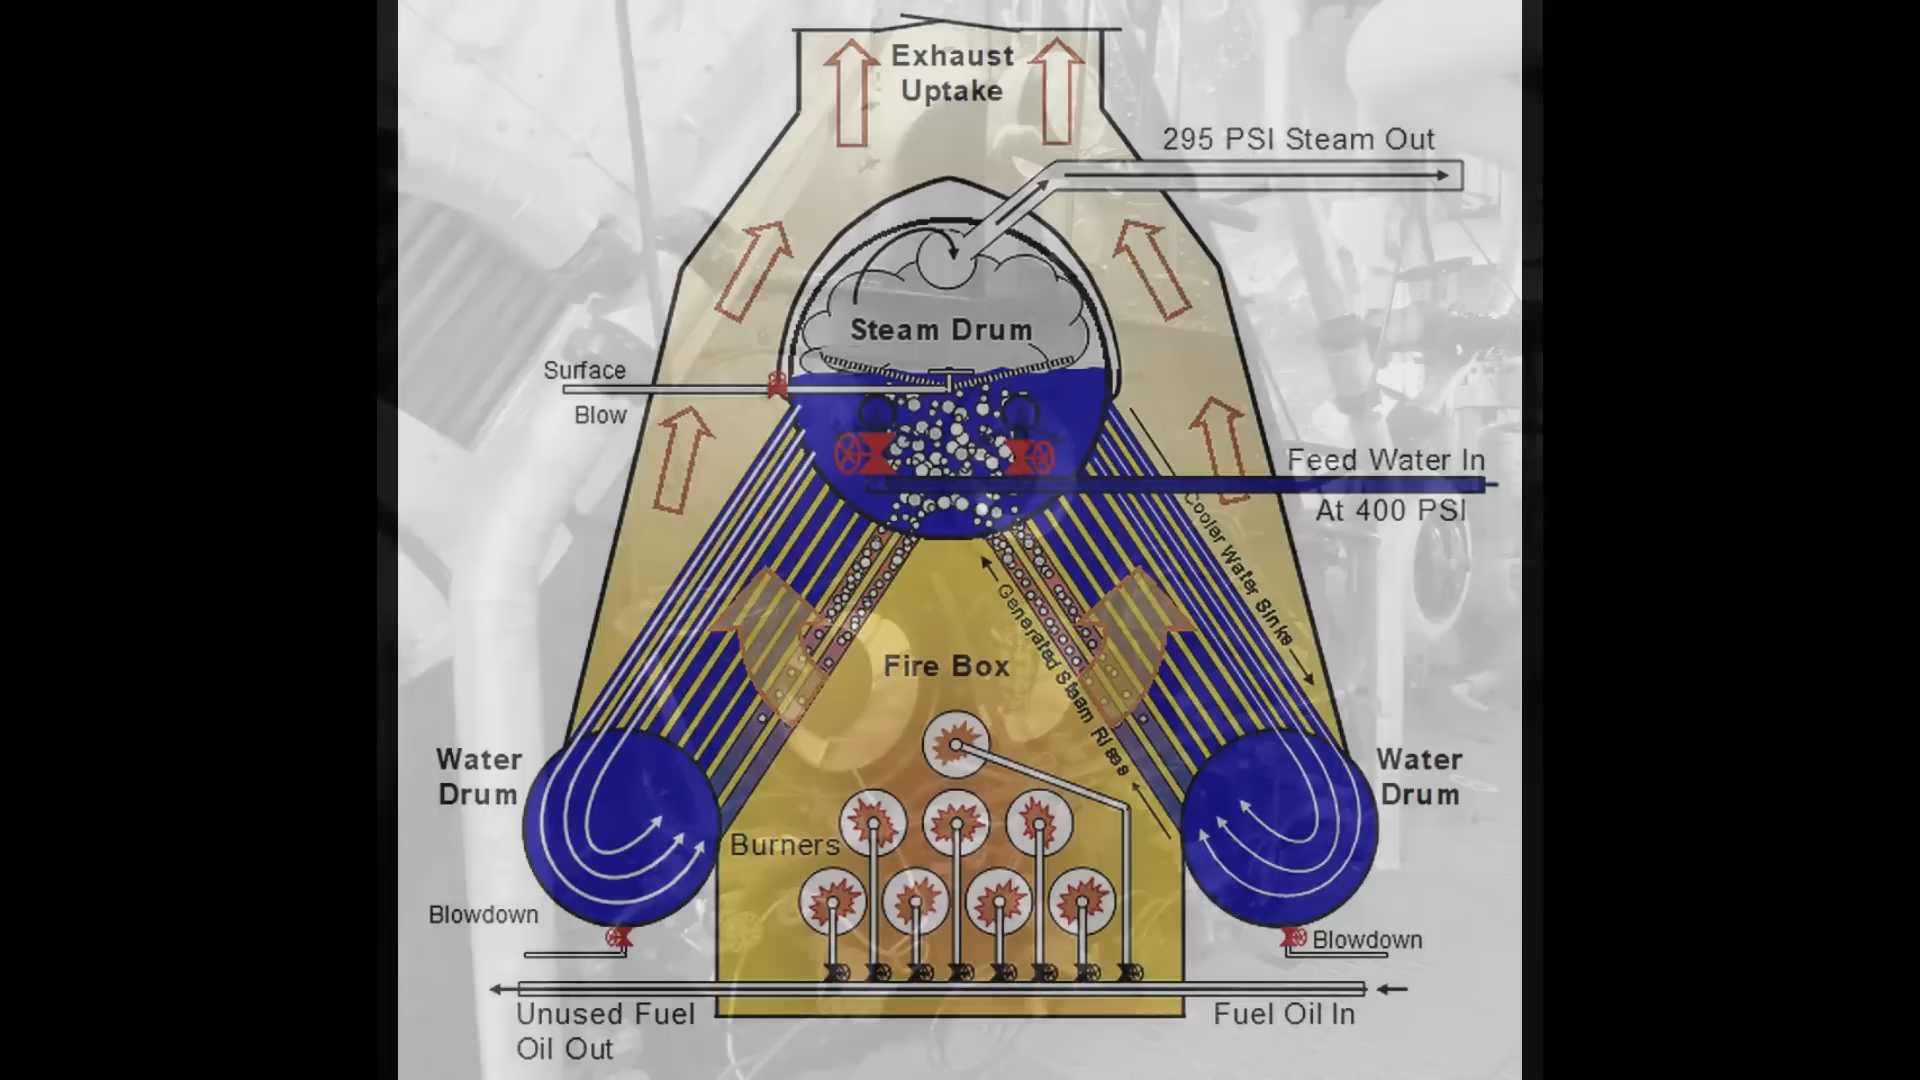 Exhaust
Uptake
295 PSI Steam Out
Steam Drum
Surface
Blow
Feed Water In
At 400 PSI
Cooler Water Sinks
Generated Steam Rises
Fire Box
Water
Drum
Water
Drum
Burners
Blowdown
Blowdown
Unused Fuel
Oil Out
Fuel Oil In